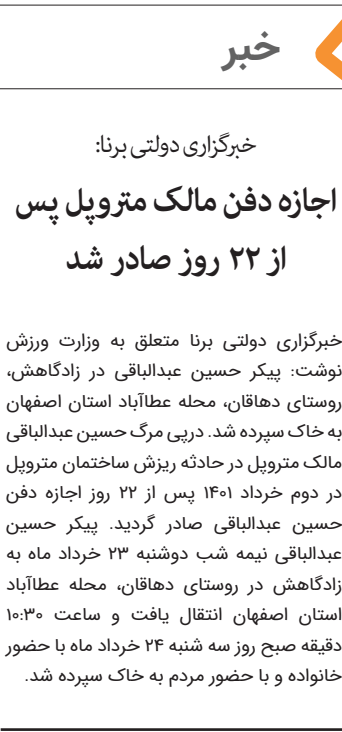 خبر
خبرگزاری دولتی برنا:
اجازه دفن مالک متروپل پس
از ۲۲ روز صادر شد
خبرگزاری دولتی برنا متعلق به وزارت ورزش
نوشت: پیکر حسین عبدالباقی در زادگاهش،
روستای دهاقان، محله عطاآباد استان اصفهان
به خاک سپرده شد. درپی مرگ حسین عبدالباقی
مالک متروپل در حادثه ریزش ساختمان متروپل
در دوم خرداد ۱۴۰۱ پس از ۲۲ روز اجازه دفن
حسین عبدالباقی صادر گردید. پیکر حسین
عبدالباقی نیمه شب دوشنبه ۲۳ خرداد ماه به
زادگاهش در روستای دهاقان، محله عطاآباد
استان اصفهان انتقال یافت و ساعت ۱۰:۳۰
دقیقه صبح روز سه شنبه ۲۴ خرداد ماه با حضور
خانواده و با حضور مردم به خاک سپرده شد.